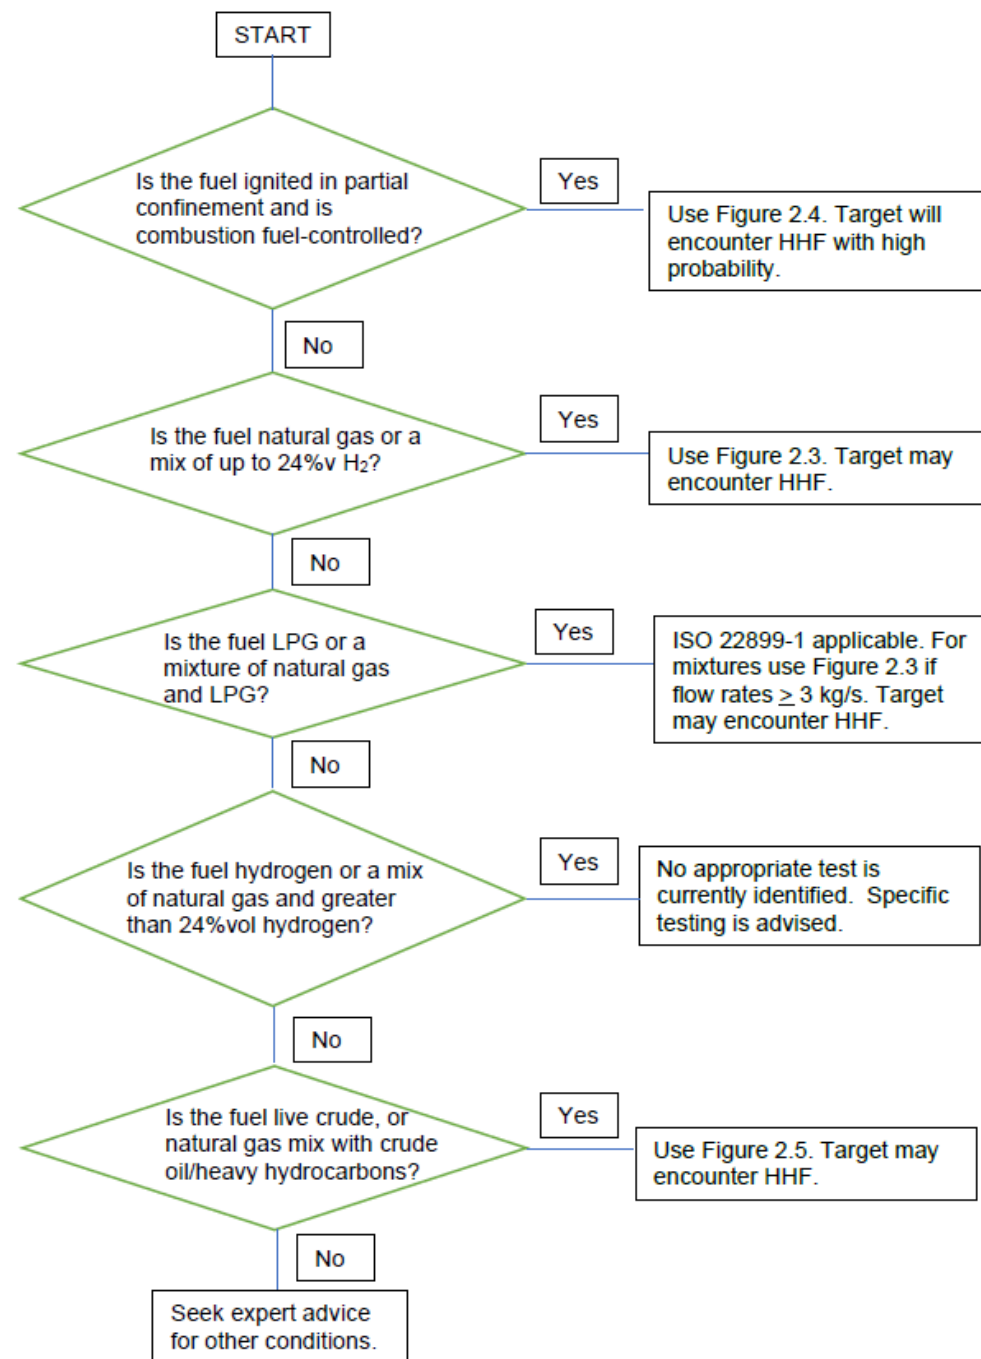 START
Is the fuel ignited in partial
confinement and is
combustion fuel-controlled?
Yes
Use Figure 2.4. Target will
encounter HHF with high
probability.
No
Is the fuel natural gas or a
mix of up to 24%v H₂?
Yes
Use Figure 2.3. Target may
encounter HHF.
No
Is the fuel LPG or a
mixture of natural gas
and LPG?
Yes
ISO 22899-1 applicable. For
mixtures use Figure 2.3 if
flow rates ≥ 3 kg/s. Target
may encounter HHF.
No
Is the fuel hydrogen or a mix
of natural gas and greater
than 24%vol hydrogen?
Yes
No appropriate test is
currently identified. Specific
testing is advised.
No
Is the fuel live crude, or
natural gas mix with crude
oil/heavy hydrocarbons?
Yes
Use Figure 2.5. Target may
encounter HHF.
No
Seek expert advice
for other conditions.